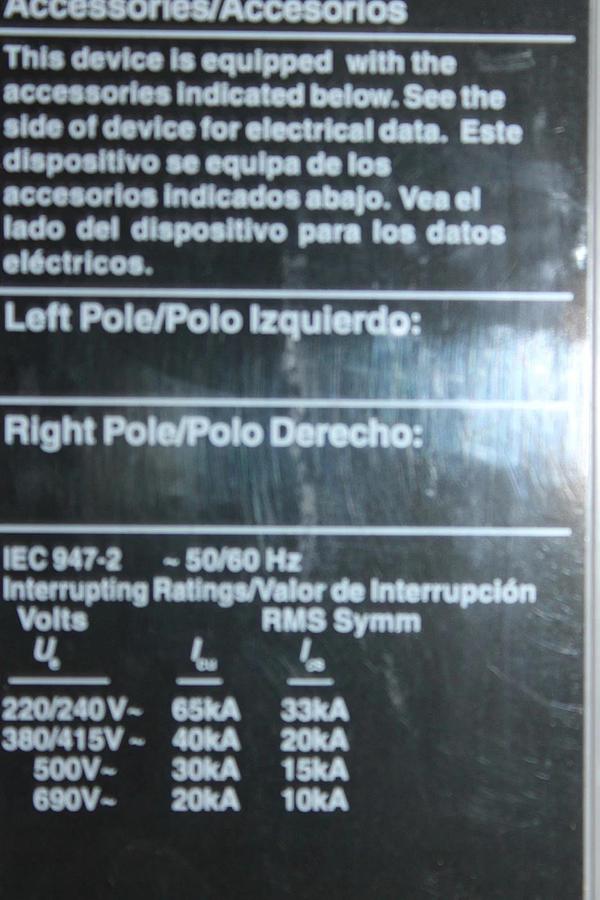 Accessories/Accesorios
This device is equipped with the
accessories indicated below. See the
side of device for electrical data. Este
dispositivo se equipa de los
accesorios indicados abajo. Vea el
lado del dispositivo para los datos
eléctricos.
Left Pole/Polo Izquierdo:
Right Pole/Polo Derecho:
IEC 947-2 ~ 50/60 Hz
Interrupting Ratings/Valor de Interrupción
Volts RMS Symm
Ue Icu Ics
220/240V~ 65kA 33kA
380/415V~ 40kA 20kA
500V~ 30kA 15kA
690V~ 20kA 10kA